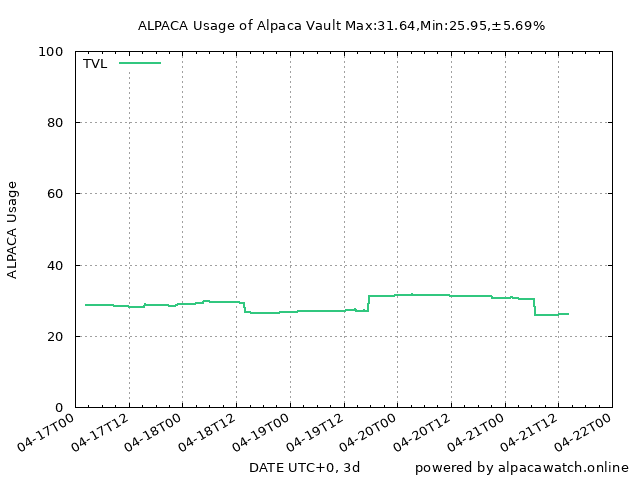 ALPACA Usage of Alpaca Vault Max:31.64,Min:25.95,±5.69%
TVL
ALPACA Usage
100
80
60
40
20
0
04-17T00
04-17T12
04-18T00
04-18T12
04-19T00
04-19T12
04-20T00
04-20T12
04-21T00
04-21T12
04-22T00
DATE UTC+0, 3d
powered by alpacawatch.online